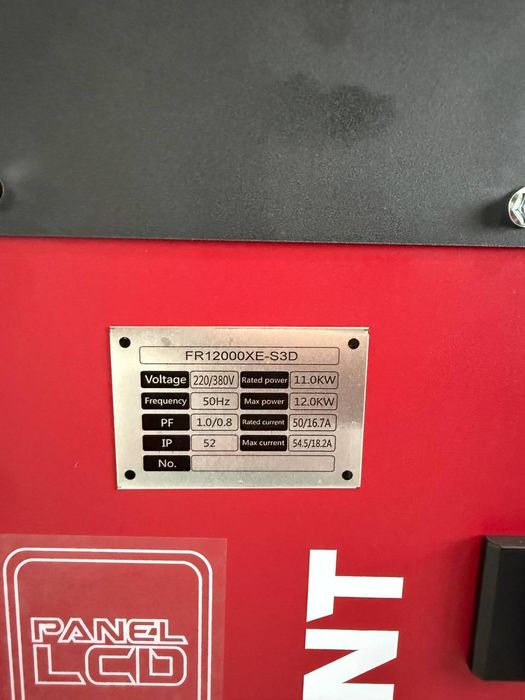 FR12000XE-S3D
Voltage 220/380V Rated power 11.0KW
Frequency 50Hz Max power 12.0KW
PF 1.0/0.8 Rated current 50/16.7A
IP 52 Max current 54.5/18.2A
No.
PANEL
LCD
NT